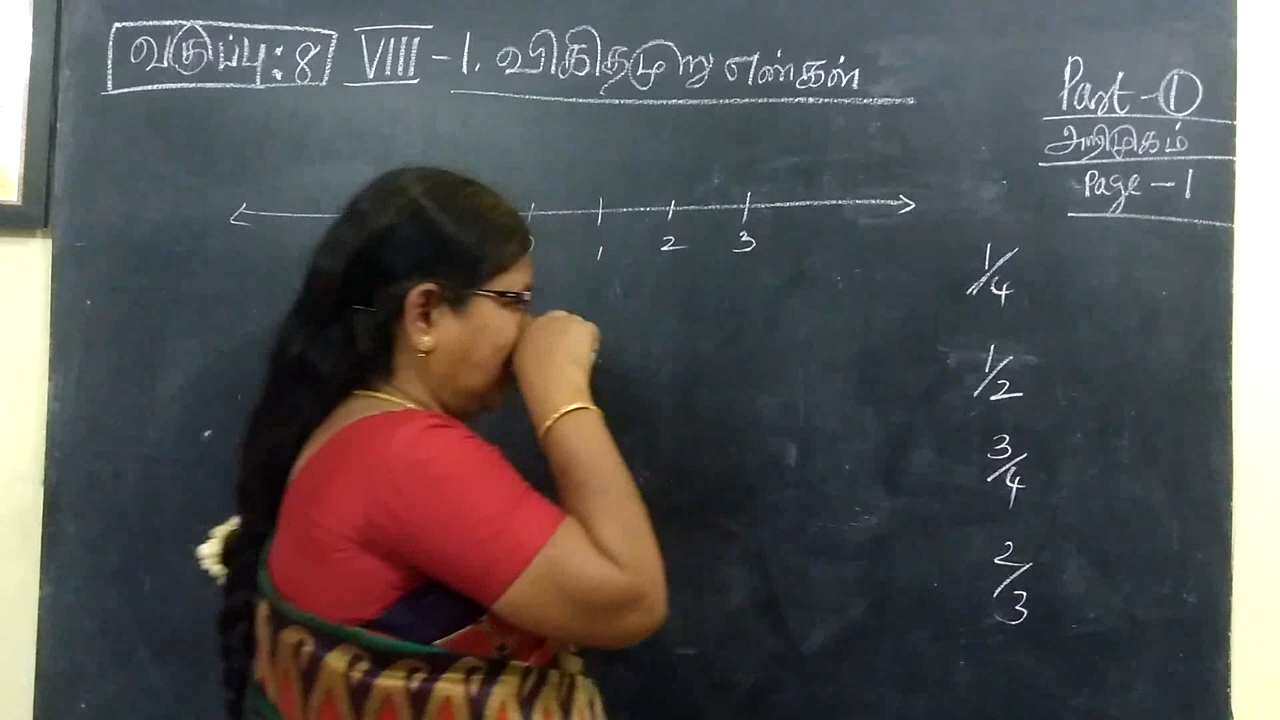 வகுப்பு: 8 VIII - 1. விகிதமுறு எண்கள்
Part - 1
அறிமுகம்
Page - 1
1 2 3
1/4
1/2
3/4
2/3